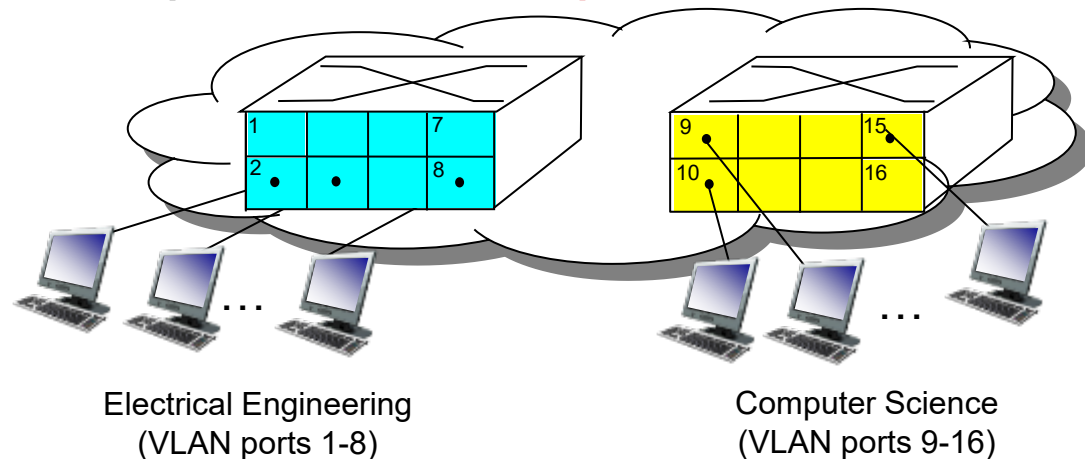 1 7 9 15
2 8 10 16
... ...
Electrical Engineering
(VLAN ports 1-8)
Computer Science
(VLAN ports 9-16)